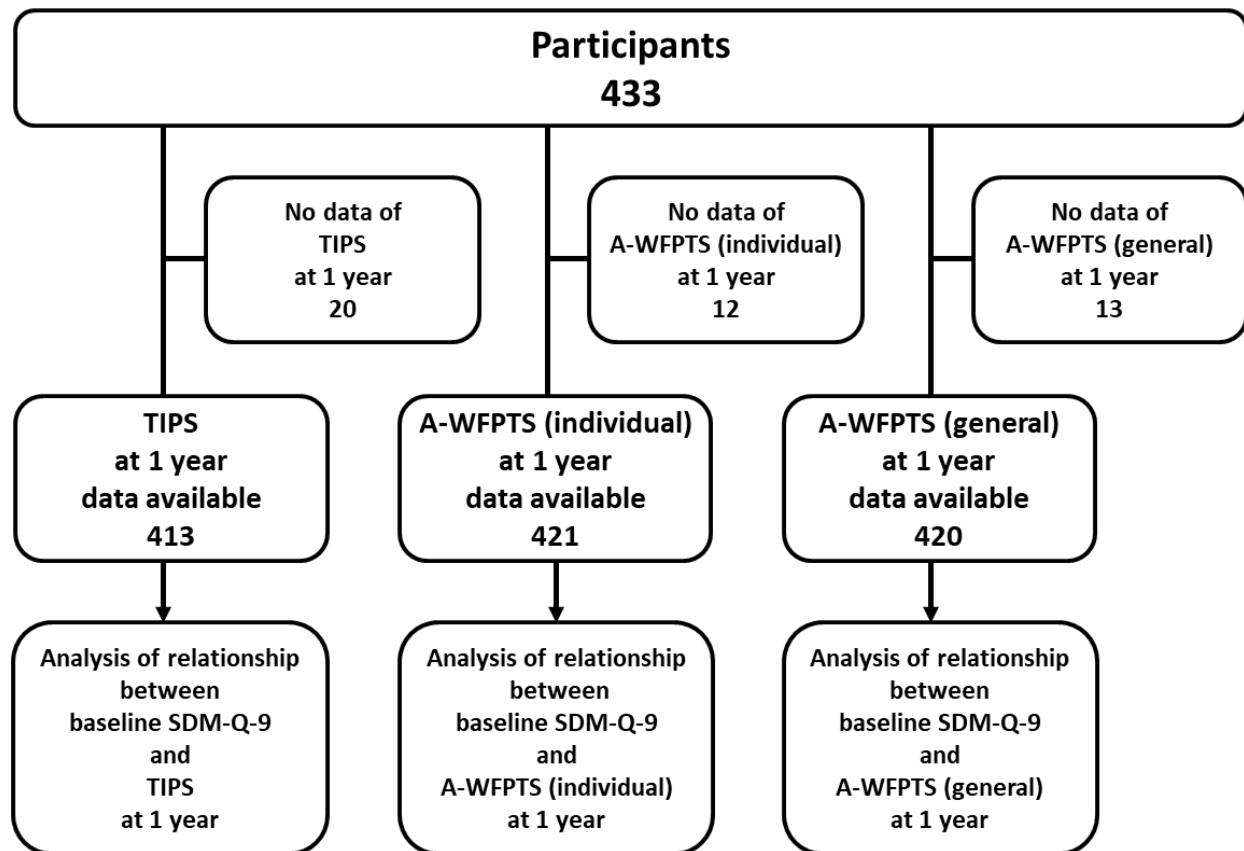 Participants
433
No data of
TIPS
at 1 year
20
No data of
A-WFPTS (individual)
at 1 year
12
No data of
A-WFPTS (general)
at 1 year
13
TIPS
at 1 year
data available
413
A-WFPTS (individual)
at 1 year
data available
421
A-WFPTS (general)
at 1 year
data available
420
Analysis of relationship
between
baseline SDM-Q-9
and
TIPS
at 1 year
Analysis of relationship
between
baseline SDM-Q-9
and
A-WFPTS (individual)
at 1 year
Analysis of relationship
between
baseline SDM-Q-9
and
A-WFPTS (general)
at 1 year